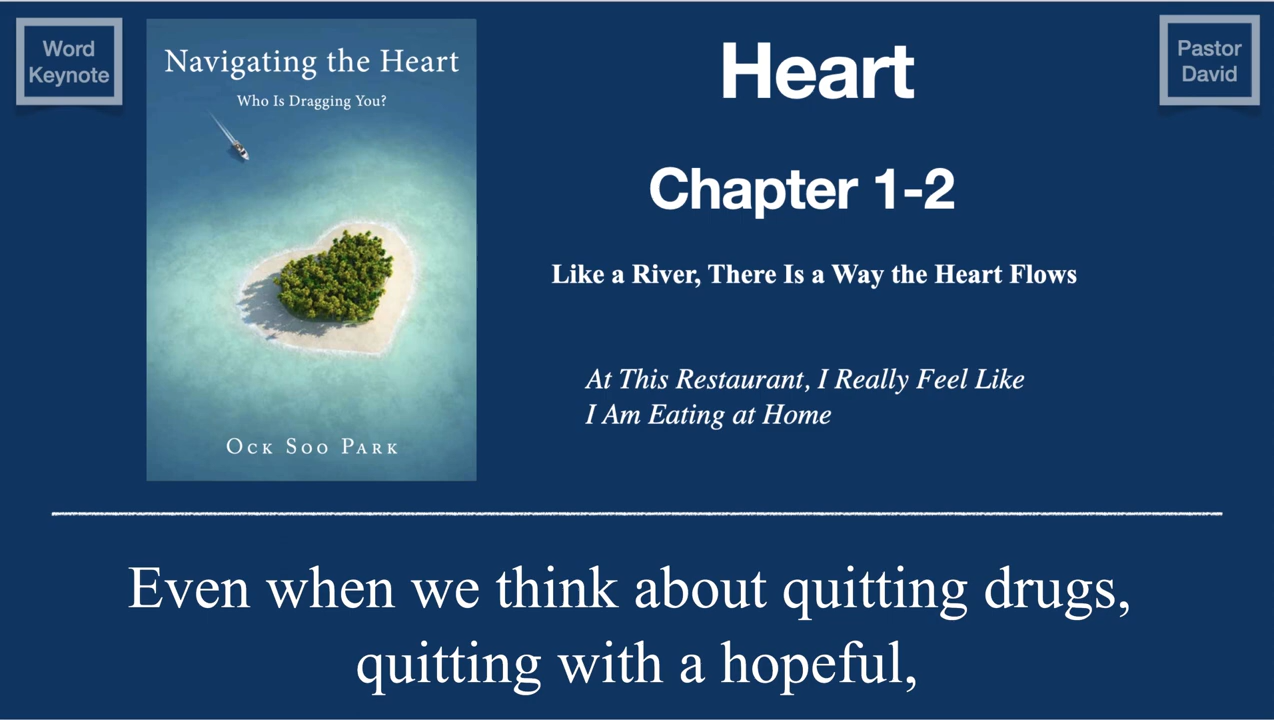 Word
Keynote
Navigating the Heart
Who Is Dragging You?
Ock Soo Park
Heart
Chapter 1-2
Like a River, There Is a Way the Heart Flows
At This Restaurant, I Really Feel Like
I Am Eating at Home
Pastor
David
Even when we think about quitting drugs,
quitting with a hopeful,